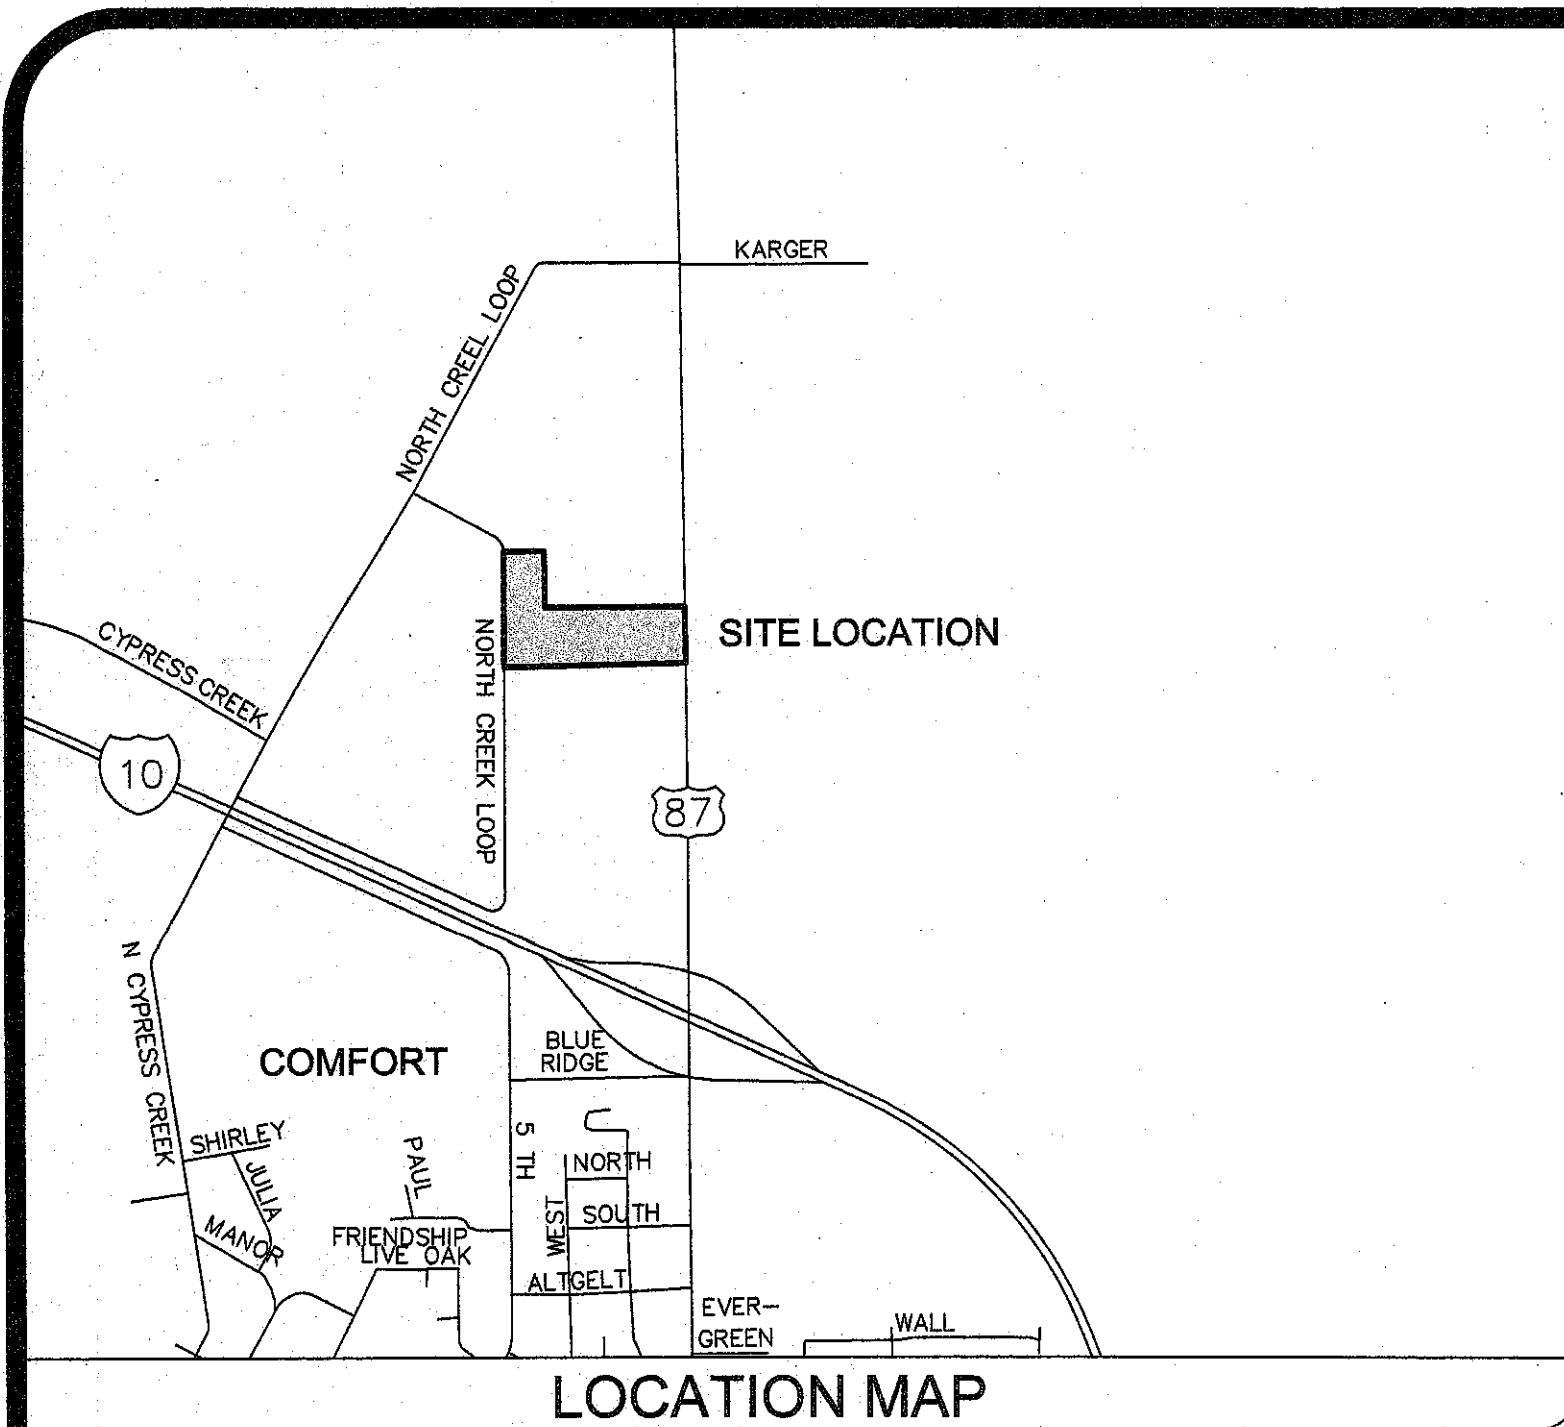 KARGER
NORTH CREEL LOOP
SITE LOCATION
NORTH CREEK LOOP
CYPRESS CREEK
10
87
N CYPRESS CREEK
COMFORT
BLUE
RIDGE
5 TH
SHIRLEY
JULIA
PAUL
NORTH
WEST
SOUTH
MANOR
FRIENDSHIP
LIVE OAK
ALTGELT
EVER-
GREEN
WALL
LOCATION MAP